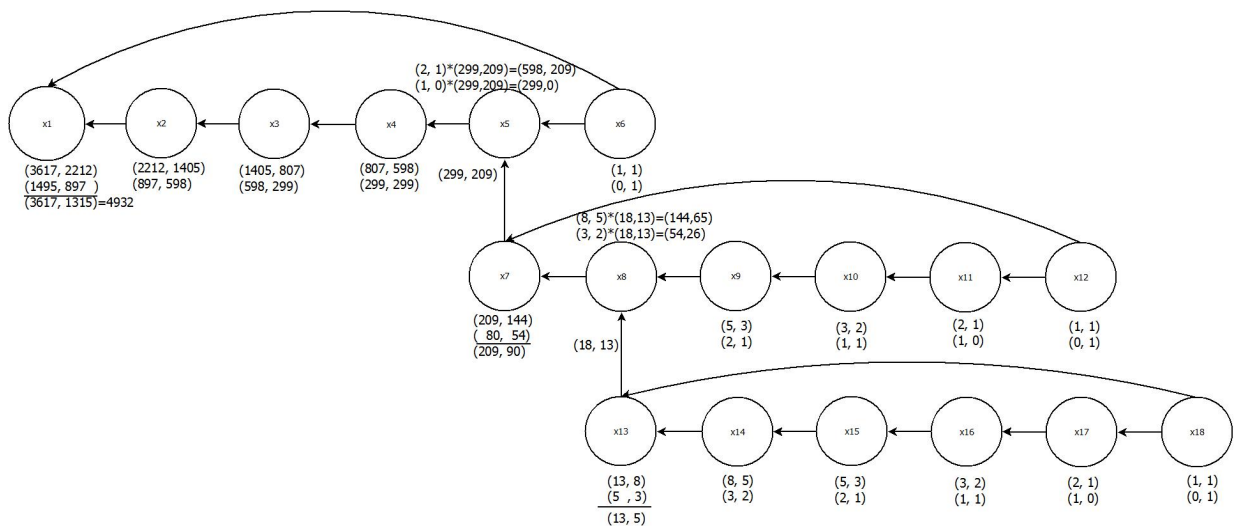 (2, 1)*(299,209)=(598, 209)
(1, 0)*(299,209)=(299,0)
x1
x2
x3
x4
x5
x6
(3617, 2212)
(1495, 897 )
(3617, 1315)=4932
(2212, 1405)
(897, 598)
(1405, 807)
(598, 299)
(807, 598)
(299, 299)
(299, 209)
(1, 1)
(0, 1)
(8, 5)*(18,13)=(144,65)
(3, 2)*(18,13)=(54,26)
x7
x8
x9
x10
x11
x12
(209, 144)
( 80, 54)
(209, 90)
(18, 13)
(5, 3)
(2, 1)
(3, 2)
(1, 1)
(2, 1)
(1, 0)
(1, 1)
(0, 1)
x13
x14
x15
x16
x17
x18
(13, 8)
(5 , 3)
(13, 5)
(8, 5)
(3, 2)
(5, 3)
(2, 1)
(3, 2)
(1, 1)
(2, 1)
(1, 0)
(1, 1)
(0, 1)